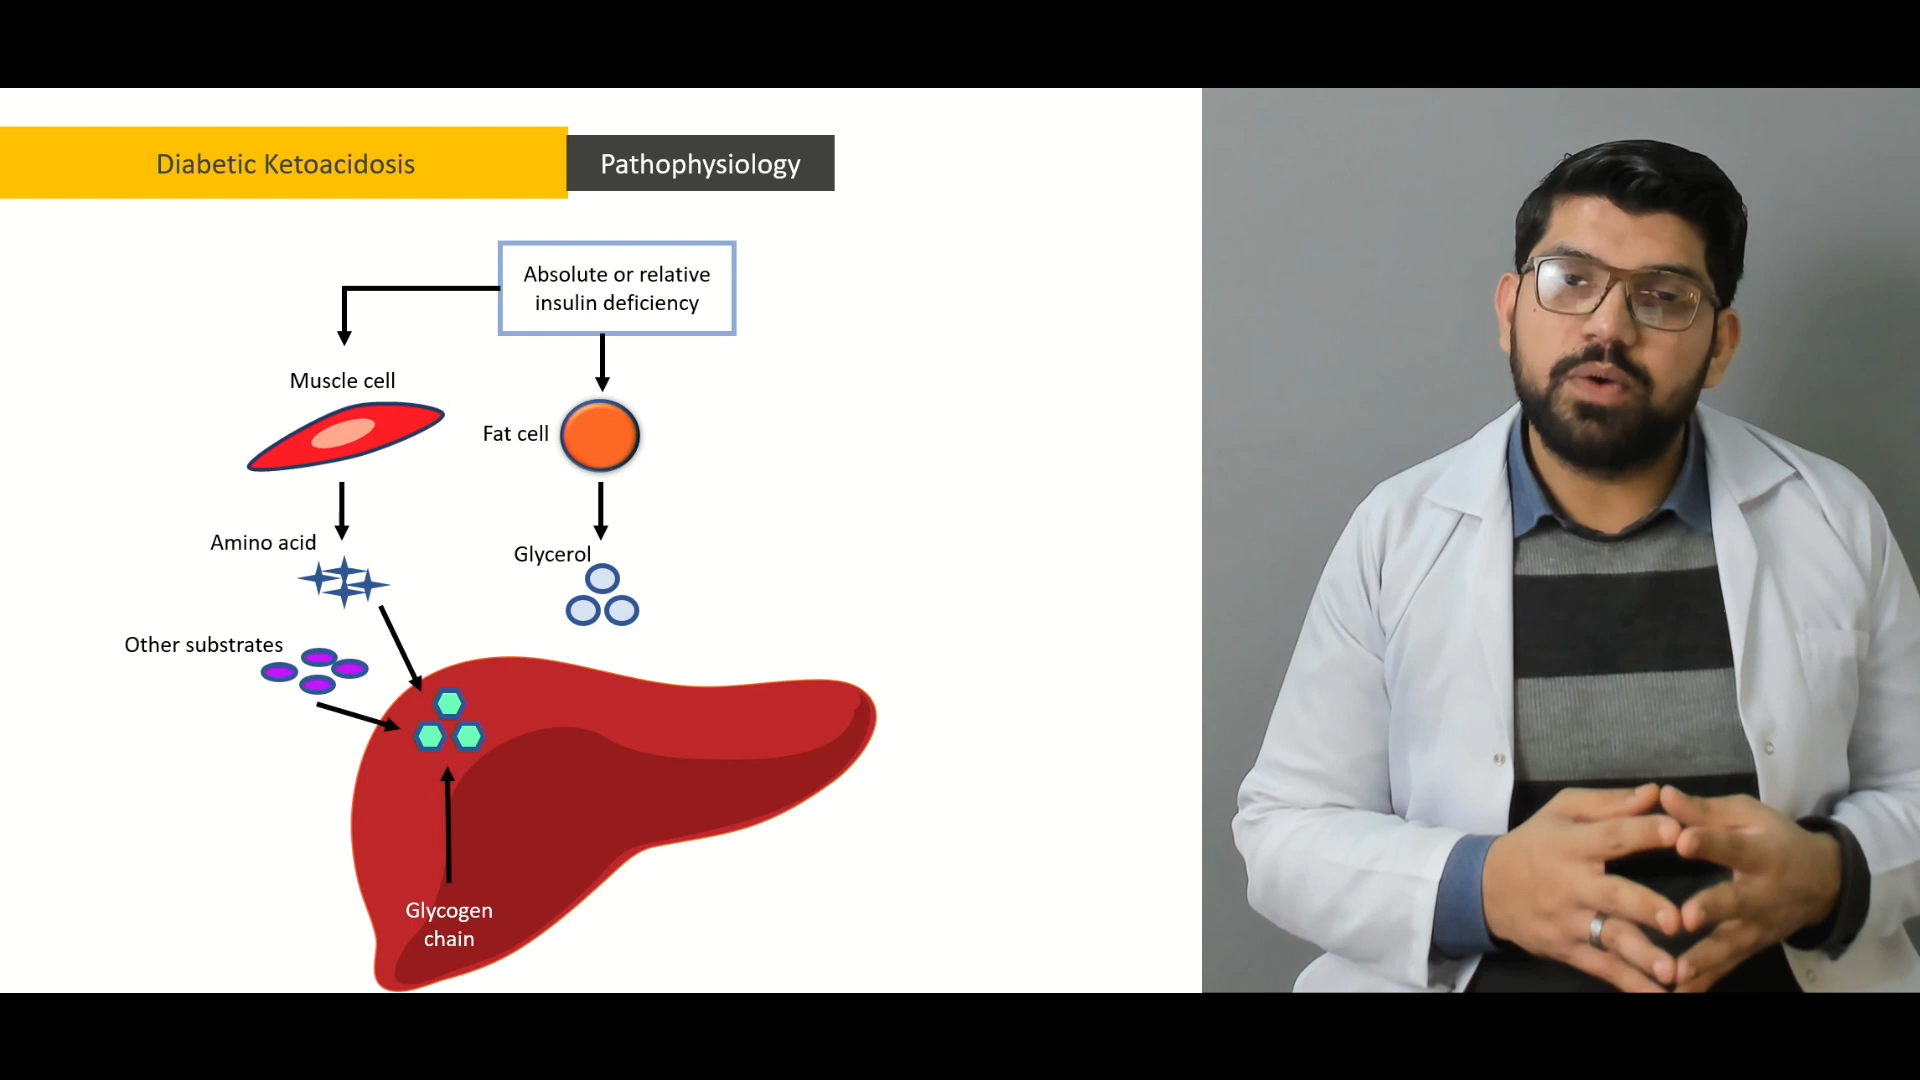 Diabetic Ketoacidosis
Pathophysiology
Absolute or relative
insulin deficiency
Muscle cell
Fat cell
Amino acid
Glycerol
Other substrates
Glycogen
chain